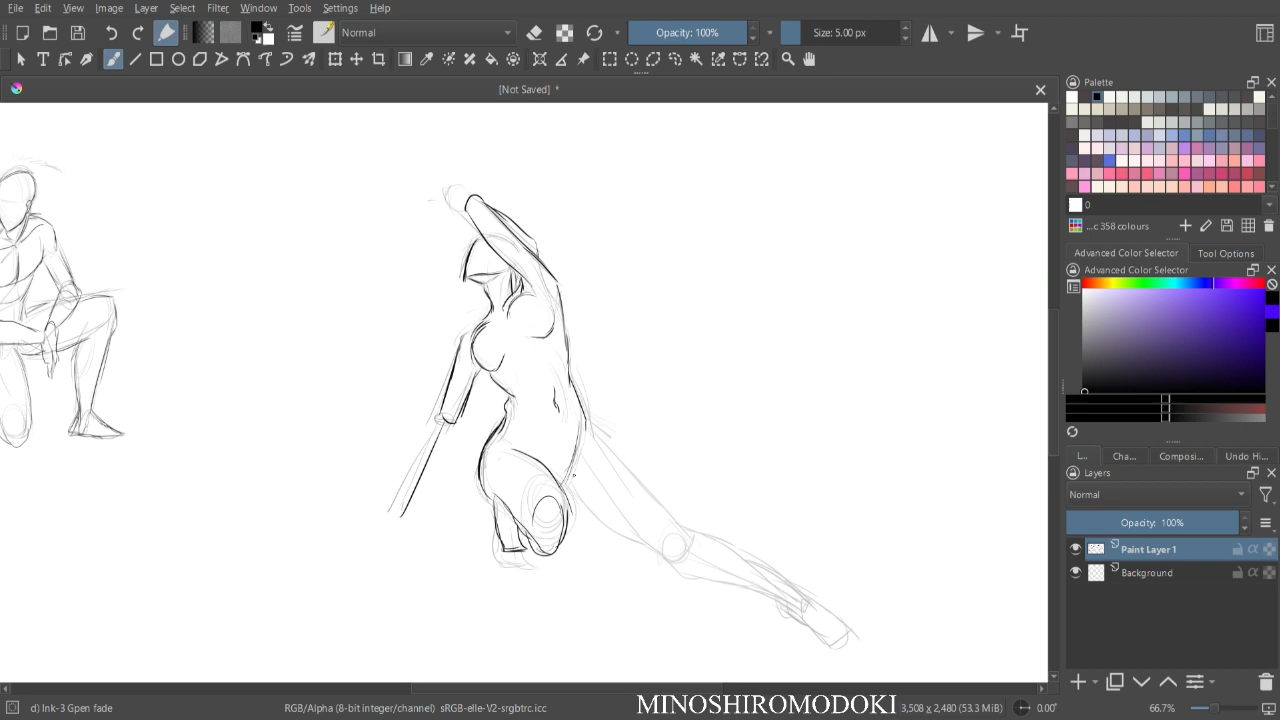 File Edit View Image Layer Select Filter Tools Settings Window Help
Normal Opacity: 100% Size: 5.00 px
[Not Saved] *
Palette
0
...c 358 colours
Advanced Color Selector Tool Options
Advanced Color Selector
L... Cha... Composi... Undo Hi...
Layers
Normal
Opacity: 100%
Paint Layer 1
Background
d) Ink-3 Gpen fade RGB/Alpha (8-bit integer/channel) sRGB-elle-V2-srgbtrc.icc MINOSHIROMODOKI 3,508 x 2,480 (53.3 MiB) 0.00° 66.7%